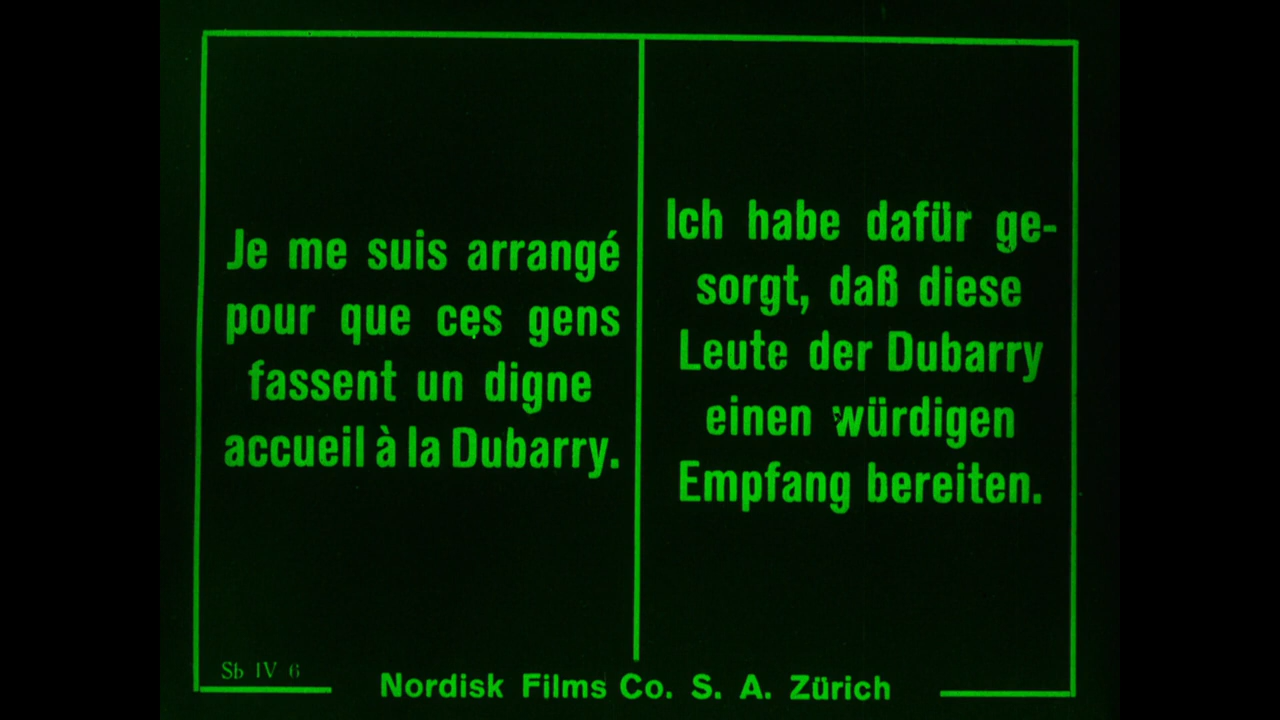 Je me suis arrangé
pour que ces gens
fassent un digne
accueil à la Dubarry.
Ich habe dafür ge-
sorgt, daß diese
Leute der Dubarry
einen würdigen
Empfang bereiten.
Sb IV 6
Nordisk Films Co. S. A. Zürich